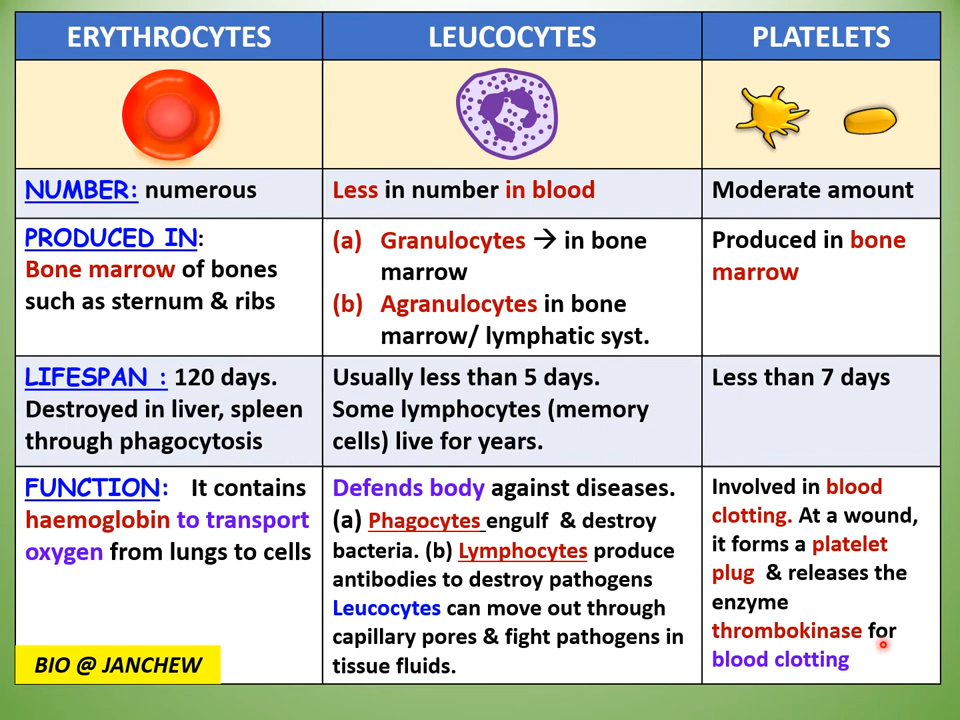 ERYTHROCYTES
LEUCOCYTES
PLATELETS
NUMBER: numerous
Less in number in blood
Moderate amount
PRODUCED IN:
Bone marrow of bones
such as sternum & ribs
(a) Granulocytes → in bone
marrow
(b) Agranulocytes in bone
marrow/ lymphatic syst.
Produced in bone
marrow
LIFESPAN : 120 days.
Destroyed in liver, spleen
through phagocytosis
Usually less than 5 days.
Some lymphocytes (memory
cells) live for years.
Less than 7 days
FUNCTION: It contains
haemoglobin to transport
oxygen from lungs to cells
Defends body against diseases.
(a) Phagocytes engulf & destroy
bacteria. (b) Lymphocytes produce
antibodies to destroy pathogens
Leucocytes can move out through
capillary pores & fight pathogens in
tissue fluids.
Involved in blood
clotting. At a wound,
it forms a platelet
plug & releases the
enzyme
thrombokinase for
blood clotting
BIO @ JANCHEW